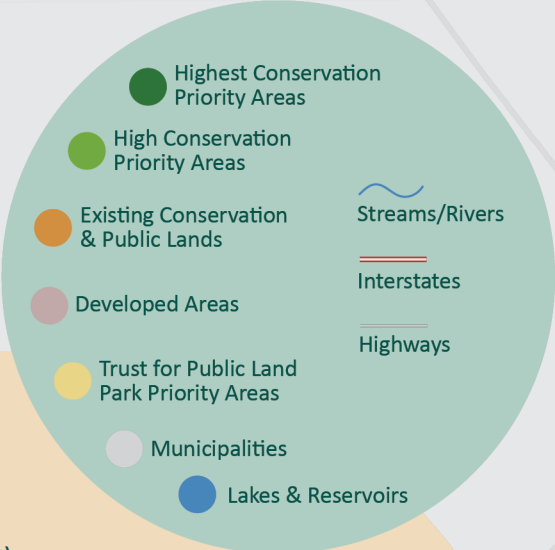 Highest Conservation
Priority Areas
High Conservation
Priority Areas
Existing Conservation
& Public Lands
Developed Areas
Trust for Public Land
Park Priority Areas
Municipalities
Lakes & Reservoirs
Streams/Rivers
Interstates
Highways